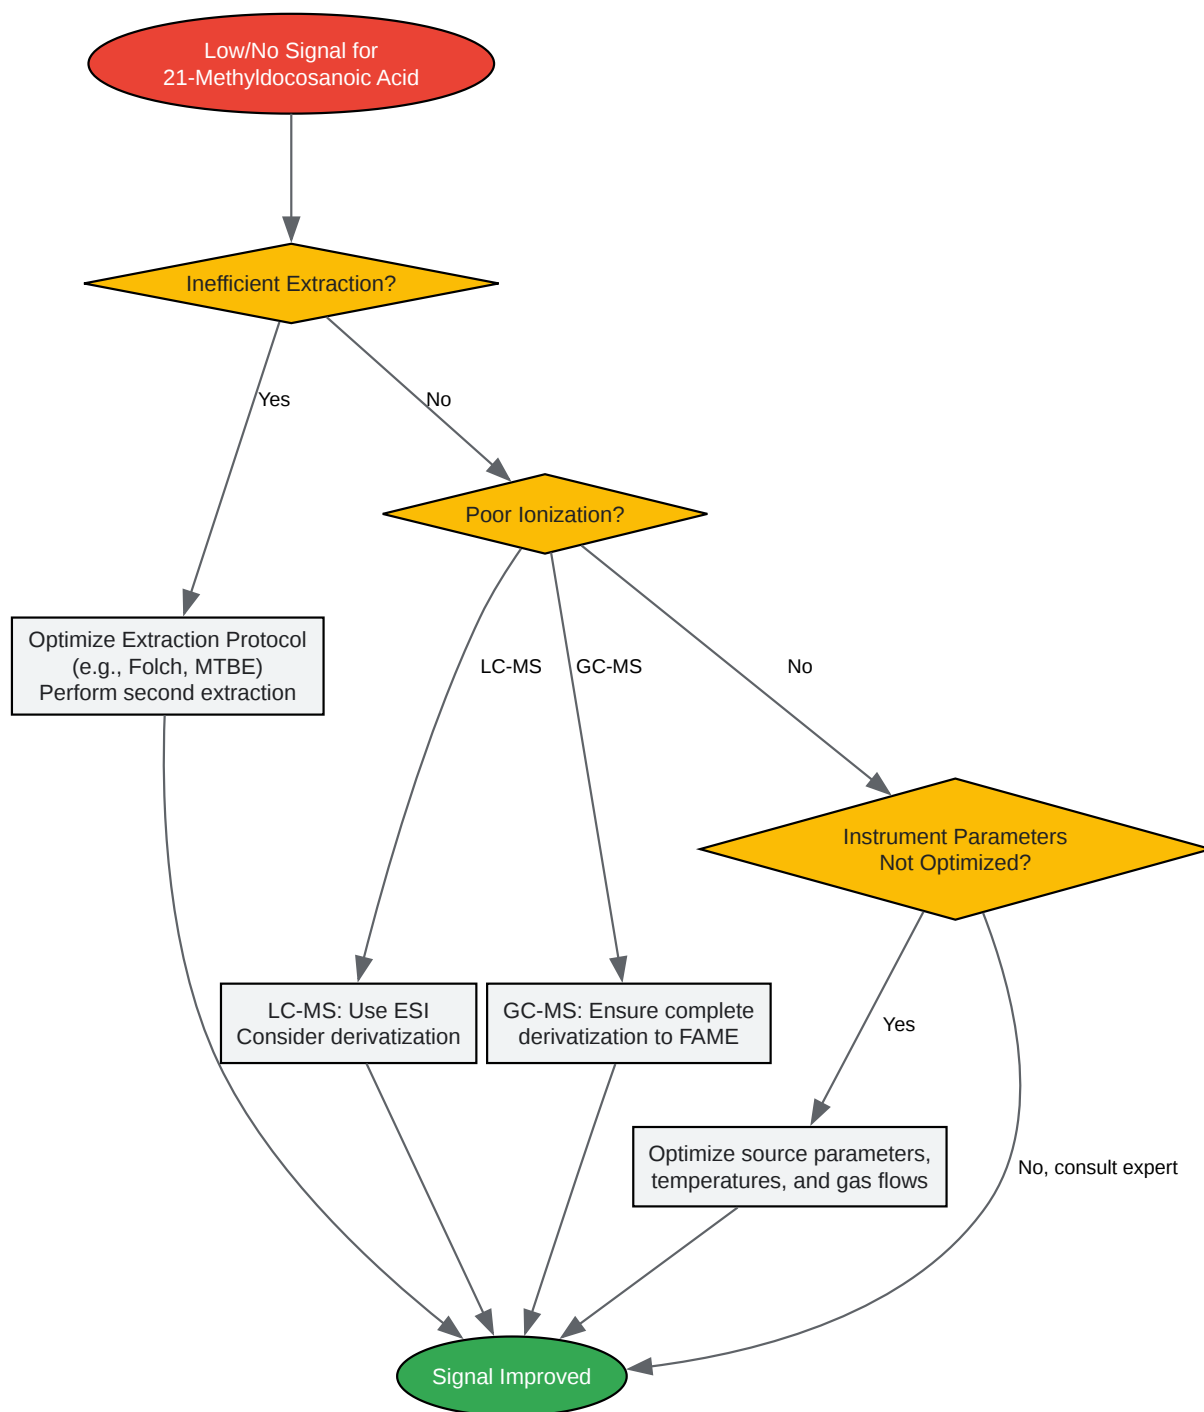 Low/No Signal for
21-Methyldocosanoic Acid
Inefficient Extraction?
Yes
No
Poor Ionization?
Optimize Extraction Protocol
(e.g., Folch, MTBE)
Perform second extraction
LC-MS
GC-MS
No
Instrument Parameters
Not Optimized?
LC-MS: Use ESI
Consider derivatization
GC-MS: Ensure complete
derivatization to FAME
Yes
Optimize source parameters,
temperatures, and gas flows
No, consult expert
Signal Improved